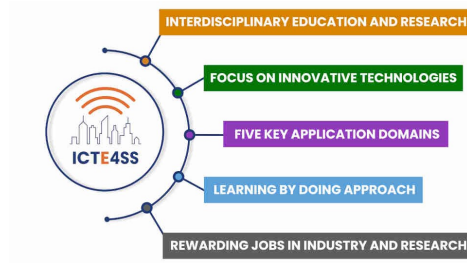 INTERDISCIPLINARY EDUCATION AND RESEARCH
FOCUS ON INNOVATIVE TECHNOLOGIES
FIVE KEY APPLICATION DOMAINS
ICTE4SS
LEARNING BY DOING APPROACH
REWARDING JOBS IN INDUSTRY AND RESEARCH